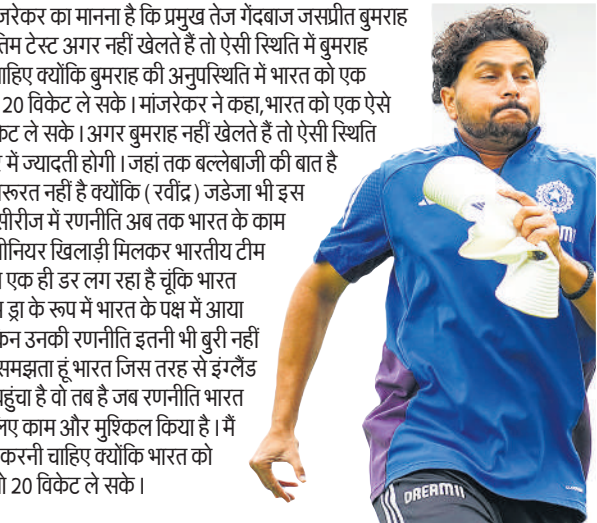 जरेकर का मानना है कि प्रमुख तेज गेंदबाज जसप्रीत बुमराह
तिम टेस्ट अगर नहीं खेलते हैं तो ऐसी स्थिति में बुमराह
ाहिए क्योंकि बुमराह की अनुपस्थिति में भारत को एक
20 विकेट ले सके । मांजरेकर ने कहा,भारत को एक ऐसे
केट ले सके । अगर बुमराह नहीं खेलते हैं तो ऐसी स्थिति
र में ज्यादती होगी । जहां तक बल्लेबाजी की बात है
रूरत नहीं है क्योंकि ( रवींद्र ) जडेजा भी इस
सीरीज में रणनीति अब तक भारत के काम
ीनियर खिलाड़ी मिलकर भारतीय टीम
एक ही डर लग रहा है चूंकि भारत
ड्रा के रूप में भारत के पक्ष में आया
कन उनकी रणनीति इतनी भी बुरी नहीं
समझता हूं भारत जिस तरह से इंग्लैंड
हुंचा है वो तब है जब रणनीति भारत
लए काम और मुश्किल किया है । मैं
करनी चाहिए क्योंकि भारत को
ो 20 विकेट ले सके ।
DREAM11